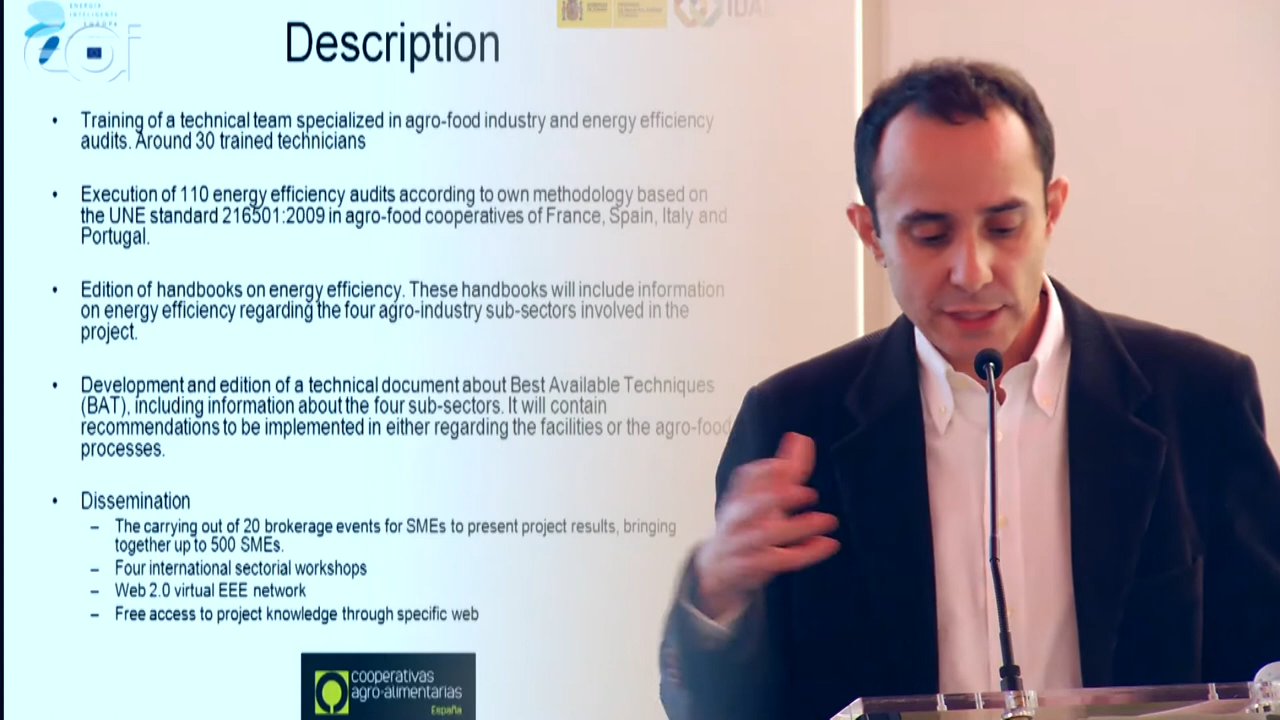 ENERGIA
INTELIGENTE
EUROPA
Description
• Training of a technical team specialized in agro-food industry and energy efficiency
audits. Around 30 trained technicians
• Execution of 110 energy efficiency audits according to own methodology based on
the UNE standard 216501:2009 in agro-food cooperatives of France, Spain, Italy and
Portugal.
• Edition of handbooks on energy efficiency. These handbooks will include information
on energy efficiency regarding the four agro-industry sub-sectors involved in the
project.
• Development and edition of a technical document about Best Available Techniques
(BAT), including information about the four sub-sectors. It will contain
recommendations to be implemented in either regarding the facilities or the agro-food
processes.
• Dissemination
– The carrying out of 20 brokerage events for SMEs to present project results, bringing
together up to 500 SMEs.
– Four international sectorial workshops
– Web 2.0 virtual EEE network
– Free access to project knowledge through specific web
cooperativas
agro-alimentarias
España